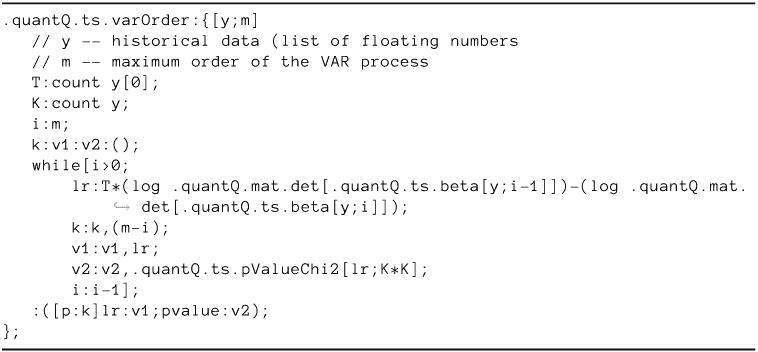 .quantQ.ts.varOrder:{[y;m]
// y -- historical data (list of floating numbers
// m -- maximum order of the VAR process
T:count y[0];
K:count y;
i:m;
k:v1:v2:();
while[i>0;
lr:T*(log .quantQ.mat.det[.quantQ.ts.beta[y;i-1]])-(log .quantQ.mat.
↪ det[.quantQ.ts.beta[y;i]]);
k:k,(m-i);
v1:v1,lr;
v2:v2,.quantQ.ts.pValueChi2[lr;K*K];
i:i-1];
:([p:k]lr:v1;pvalue:v2);
};